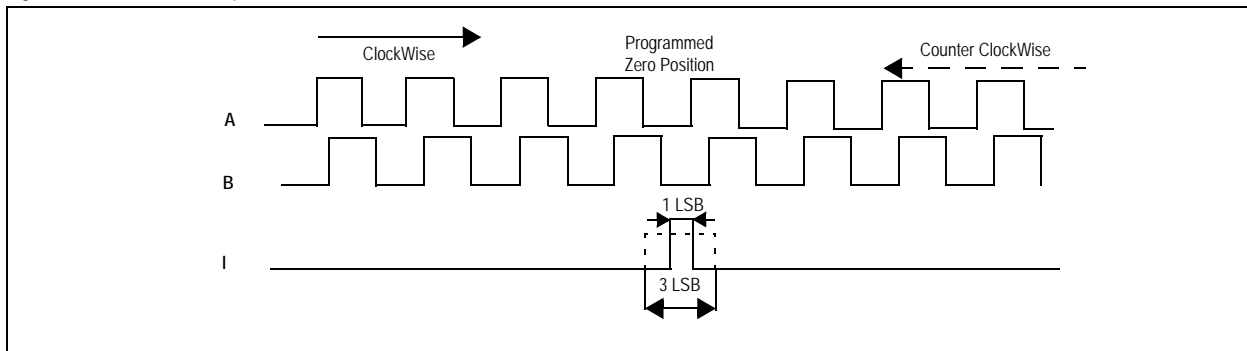 ClockWise
Programmed
Zero Position
Counter ClockWise
A
B
1 LSB
I
3 LSB